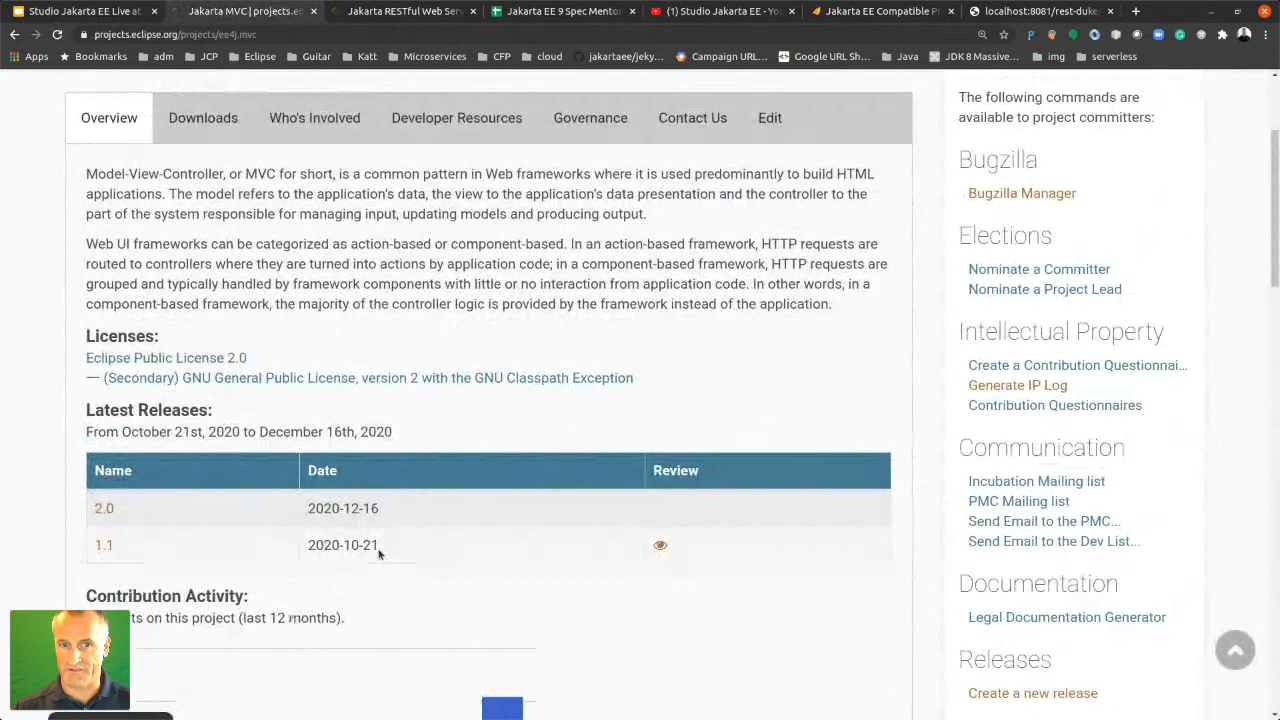 Studio Jakarta EE Live at
Jakarta MVC | projects.ec
Jakarta RESTful Web Serv
Jakarta EE 9 Spec Mentor
(1) Studio Jakarta EE - You
Jakarta EE Compatible Pr
localhost:8081/rest-duke/
projects.eclipse.org/projects/ee4j.mvc
Apps
Bookmarks
adm
JCP
Eclipse
Guitar
Katt
Microservices
CFP
cloud
jakartaee/jeky...
Campaign URL...
Google URL Sh...
Java
JDK 8 Massive...
img
serverless
Overview
Downloads
Who's Involved
Developer Resources
Governance
Contact Us
Edit
Model-View-Controller, or MVC for short, is a common pattern in Web frameworks where it is used predominantly to build HTML
applications. The model refers to the application's data, the view to the application's data presentation and the controller to the
part of the system responsible for managing input, updating models and producing output.
Web UI frameworks can be categorized as action-based or component-based. In an action-based framework, HTTP requests are
routed to controllers where they are turned into actions by application code; in a component-based framework, HTTP requests are
grouped and typically handled by framework components with little or no interaction from application code. In other words, in a
component-based framework, the majority of the controller logic is provided by the framework instead of the application.
Licenses:
Eclipse Public License 2.0
— (Secondary) GNU General Public License, version 2 with the GNU Classpath Exception
Latest Releases:
From October 21st, 2020 to December 16th, 2020
Name
Date
Review
2.0
2020-12-16
1.1
2020-10-21
Contribution Activity:
ts on this project (last 12 months).
The following commands are
available to project committers:
Bugzilla
Bugzilla Manager
Elections
Nominate a Committer
Nominate a Project Lead
Intellectual Property
Create a Contribution Questionnai...
Generate IP Log
Contribution Questionnaires
Communication
Incubation Mailing list
PMC Mailing list
Send Email to the PMC...
Send Email to the Dev List...
Documentation
Legal Documentation Generator
Releases
Create a new release